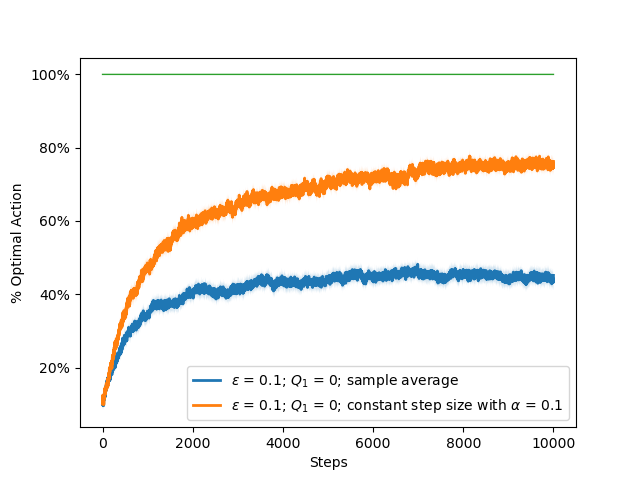 100%
80%
60%
40%
20%
% Optimal Action
ε = 0.1; Q₁ = 0; sample average
ε = 0.1; Q₁ = 0; constant step size with α = 0.1
0 2000 4000 6000 8000 10000
Steps